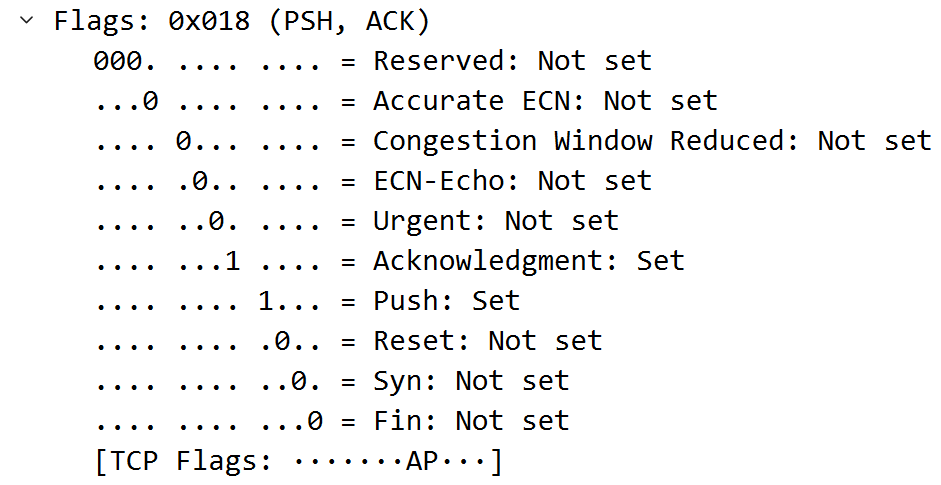 Flags: 0x018 (PSH, ACK)
000. .... .... = Reserved: Not set
...0 .... .... = Accurate ECN: Not set
.... 0... .... = Congestion Window Reduced: Not set
.... .0.. .... = ECN-Echo: Not set
.... ..0. .... = Urgent: Not set
.... ...1 .... = Acknowledgment: Set
.... .... 1... = Push: Set
.... .... .0.. = Reset: Not set
.... .... ..0. = Syn: Not set
.... .... ...0 = Fin: Not set
[TCP Flags: ·······AP···]